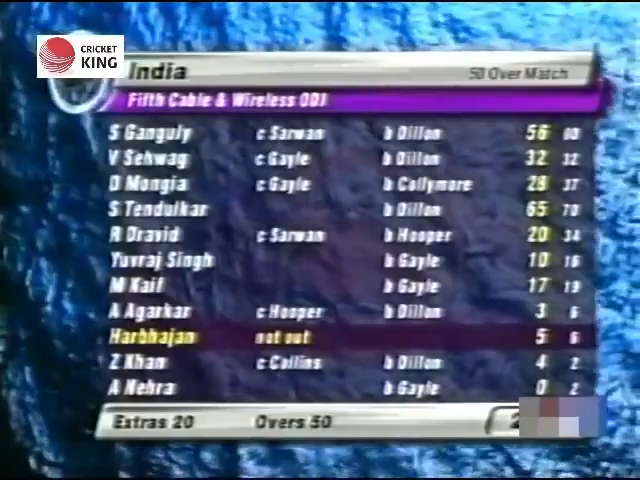 CRICKET
KING
India 50 Over Match
Fifth Cable & Wireless ODI
S Ganguly c Sarwan b Dillon 56
V Sehwag c Gayle b Dillon 32 32
D Mongia c Gayle b Collymore 28 37
S Tendulkar b Dillon 65 70
R Dravid c Sarwan b Hooper 20 34
Yuvraj Singh b Gayle 10 16
M Kaif b Gayle 17 19
A Agarkar c Hooper b Dillon 3 6
Harbhajan not out 5 6
Z Khan c Collins b Dillon 4 2
A Nehra b Gayle 0 2
Extras 20 Overs 50